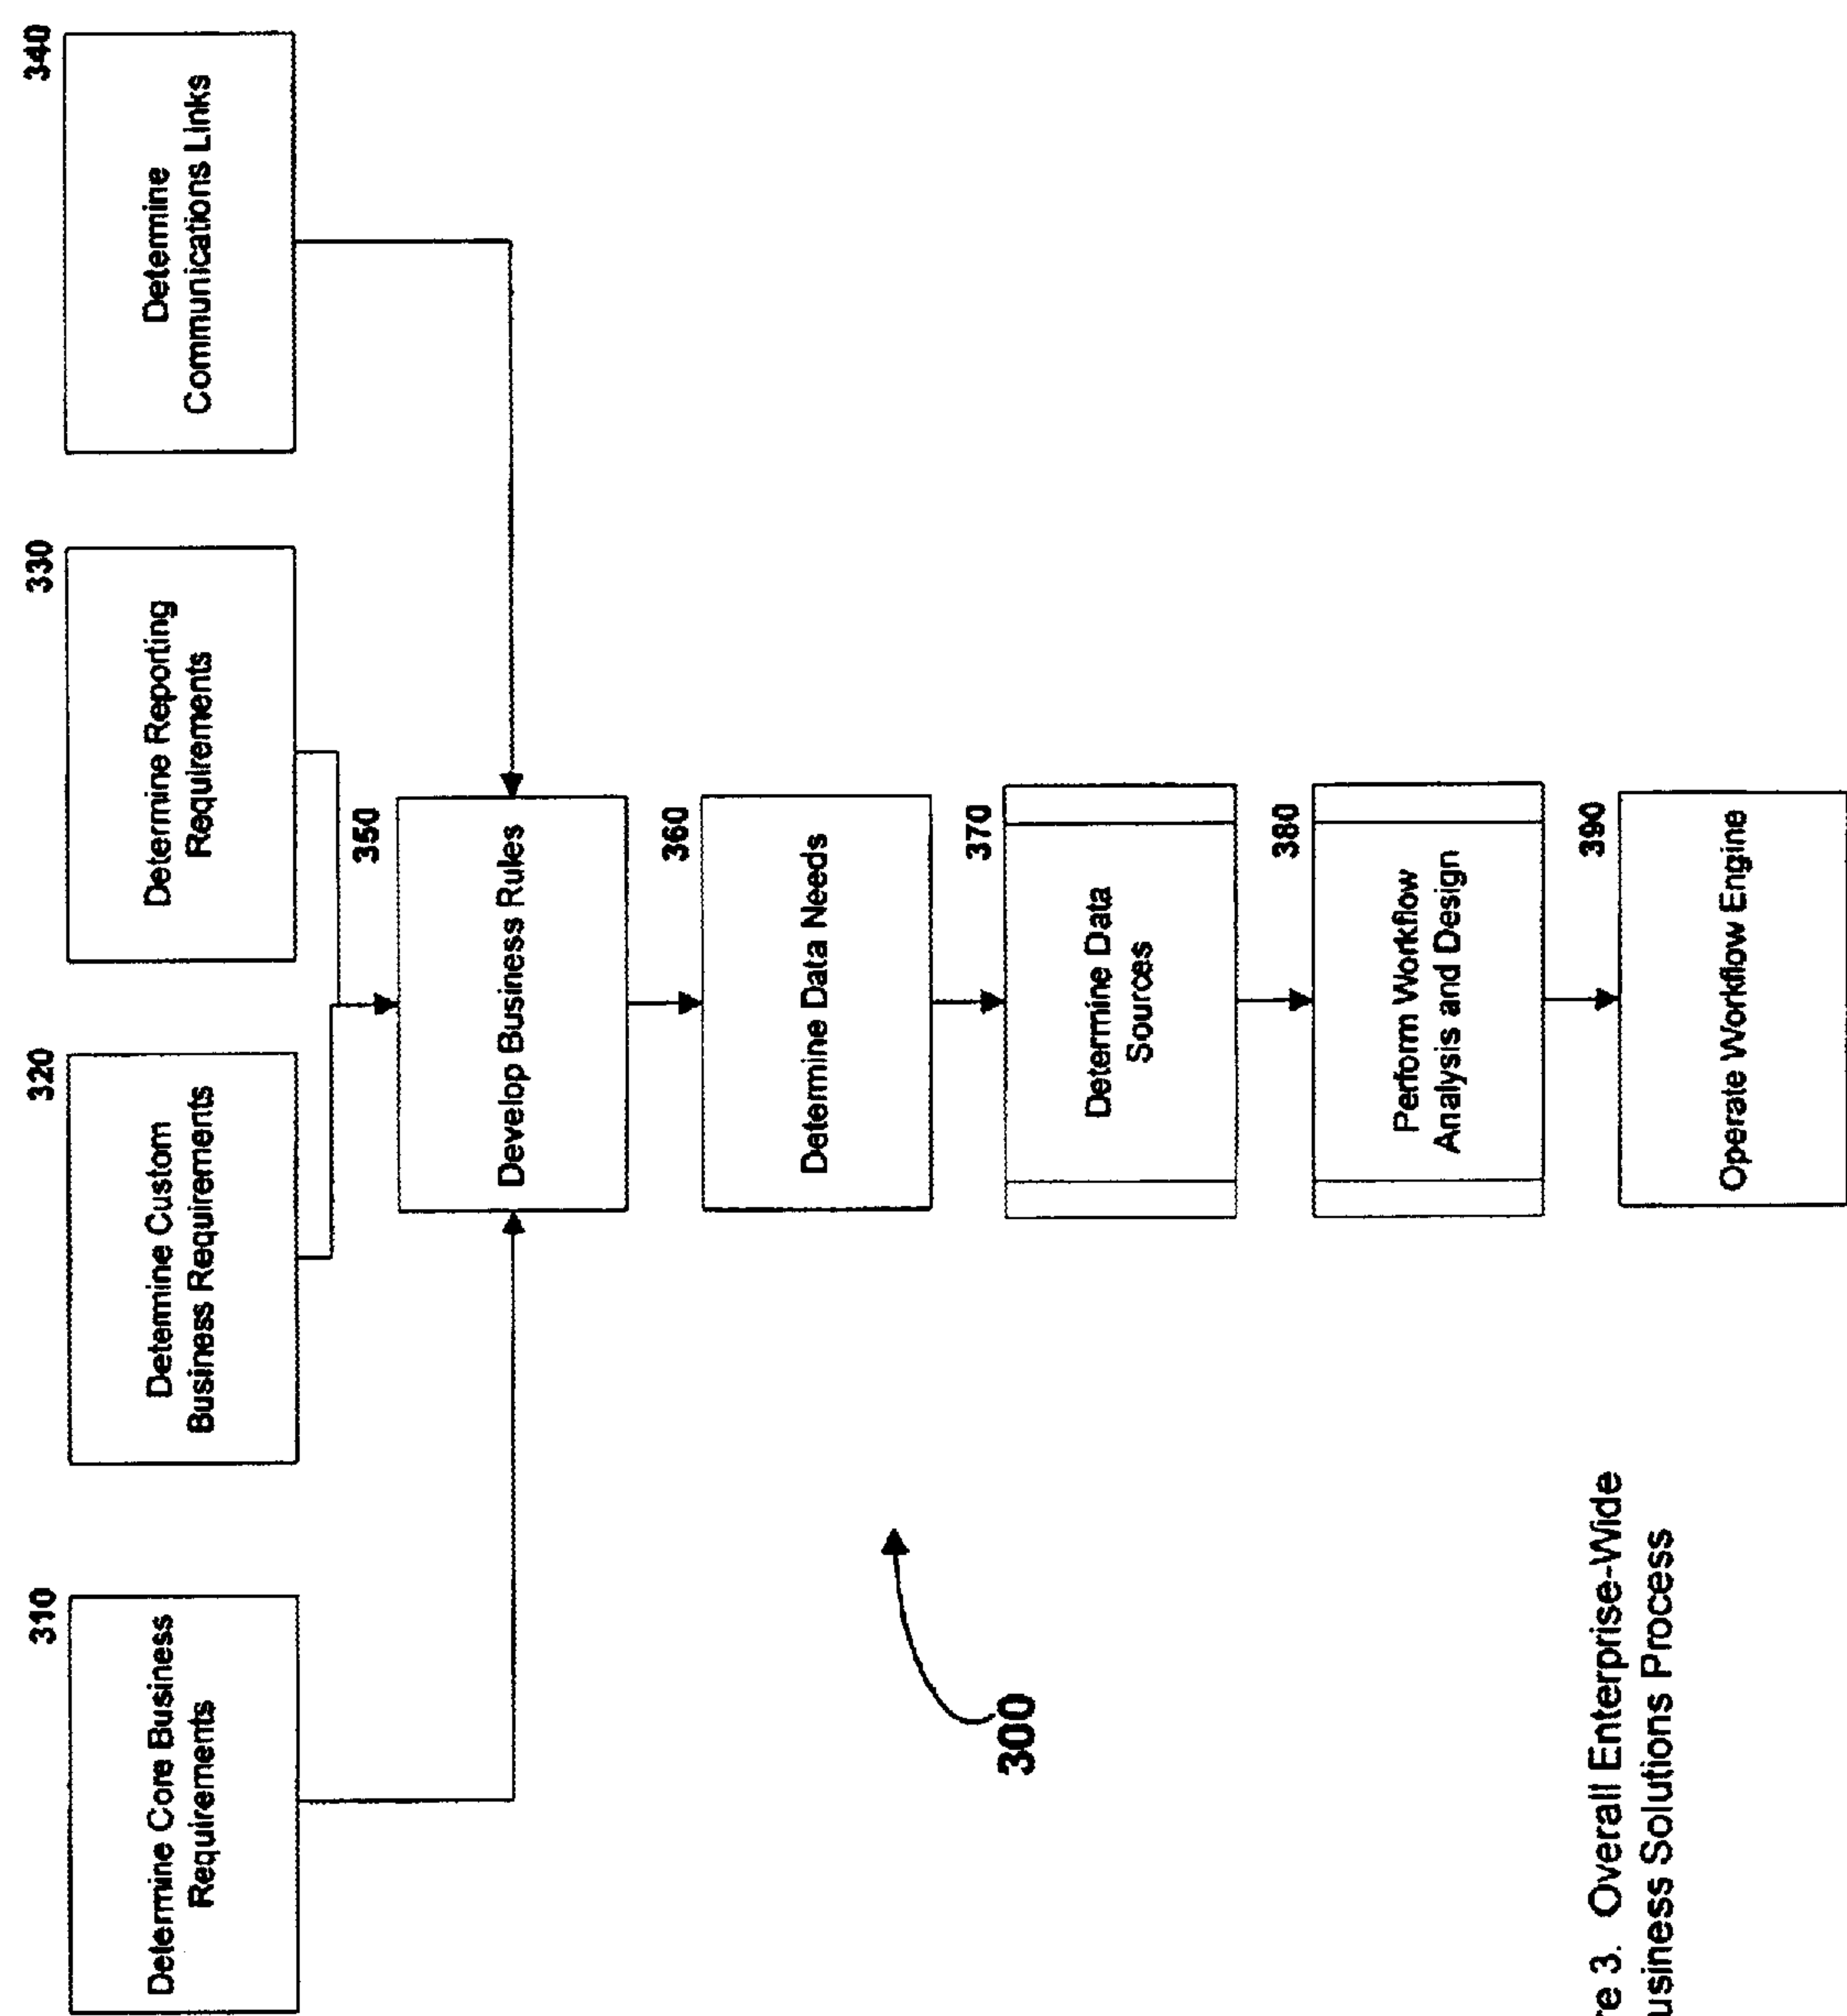 310
Determine Core Business
Requirements
320
Determine Custom
Business Requirements
330
Determine Reporting
Requirements
340
Determine
Communications Links
350
Develop Business Rules
360
Determine Data Needs
370
Determine Data
Sources
380
Perform Workflow
Analysis and Design
390
Operate Workflow Engine
300
3. Overall Enterprise-Wide
Solutions Process